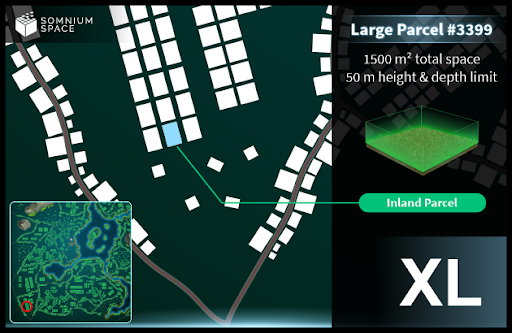 SOMNIUM
SPACE
Large Parcel #3399
1500 m² total space
50 m height & depth limit
Inland Parcel
XL